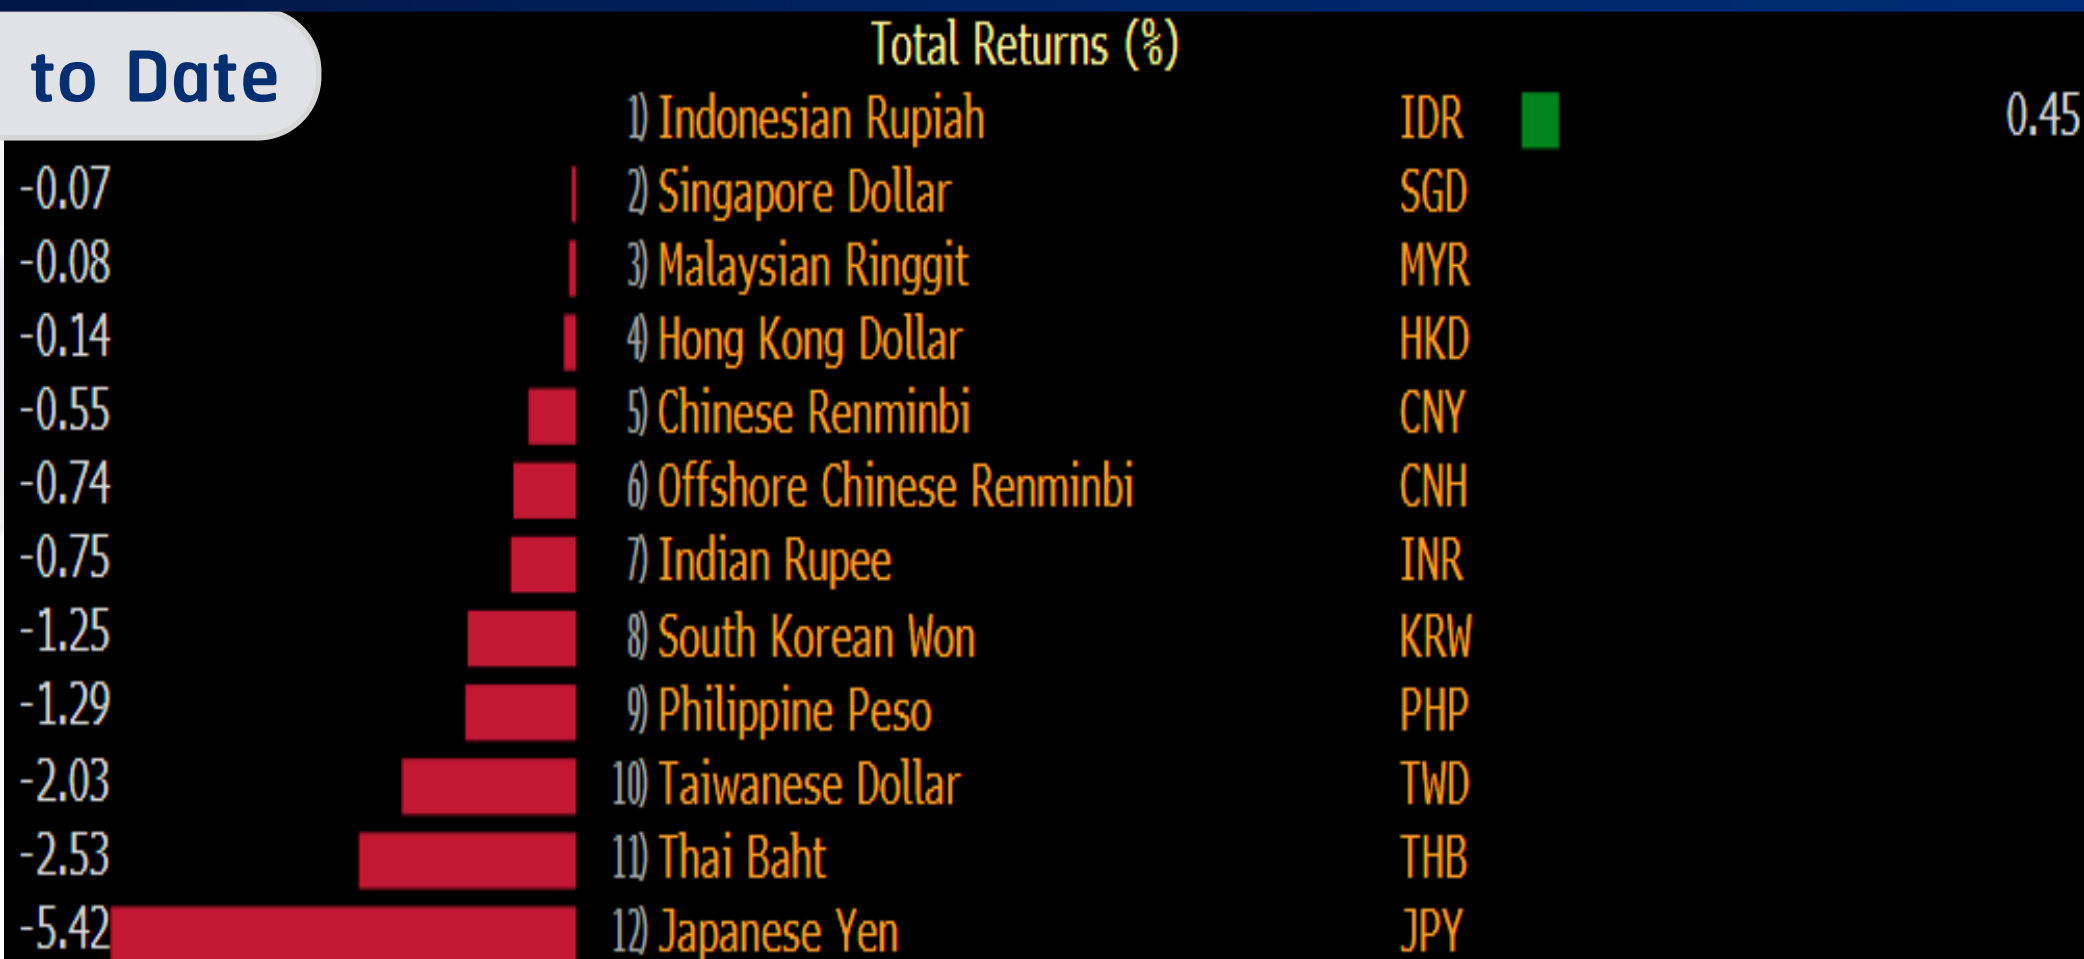 to Date
Total Returns (%)
1) Indonesian Rupiah IDR 0.45
-0.07 2) Singapore Dollar SGD
-0.08 3) Malaysian Ringgit MYR
-0.14 4) Hong Kong Dollar HKD
-0.55 5) Chinese Renminbi CNY
-0.74 6) Offshore Chinese Renminbi CNH
-0.75 7) Indian Rupee INR
-1.25 8) South Korean Won KRW
-1.29 9) Philippine Peso PHP
-2.03 10) Taiwanese Dollar TWD
-2.53 11) Thai Baht THB
-5.42 12) Japanese Yen JPY